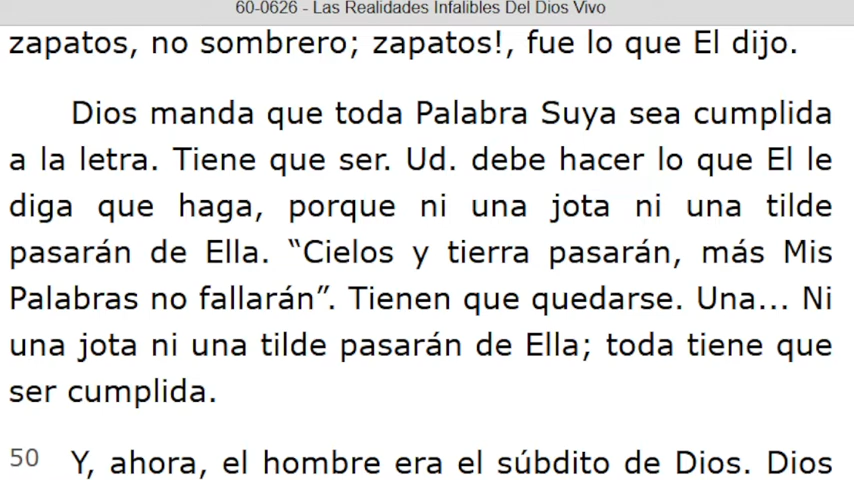 60-0626 - Las Realidades Infalibles Del Dios Vivo
zapatos, no sombrero; zapatos!, fue lo que El dijo.
Dios manda que toda Palabra Suya sea cumplida
a la letra. Tiene que ser. Ud. debe hacer lo que El le
diga que haga, porque ni una jota ni una tilde
pasarán de Ella. “Cielos y tierra pasarán, más Mis
Palabras no fallarán”. Tienen que quedarse. Una... Ni
una jota ni una tilde pasarán de Ella; toda tiene que
ser cumplida.
50 Y, ahora, el hombre era el súbdito de Dios. Dios